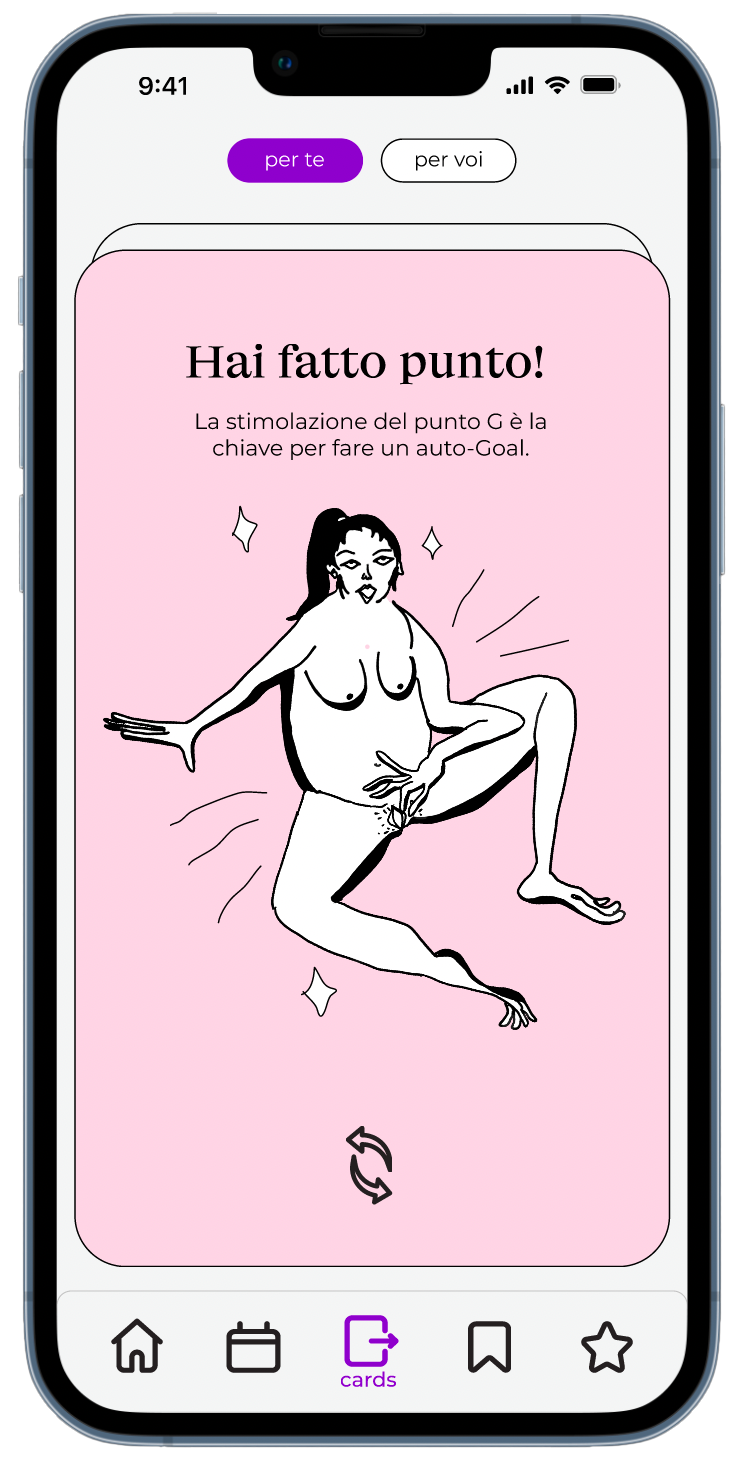 9:41
per te
per voi
Hai fatto punto!
La stimolazione del punto G è la
chiave per fare un auto-Goal.
cards